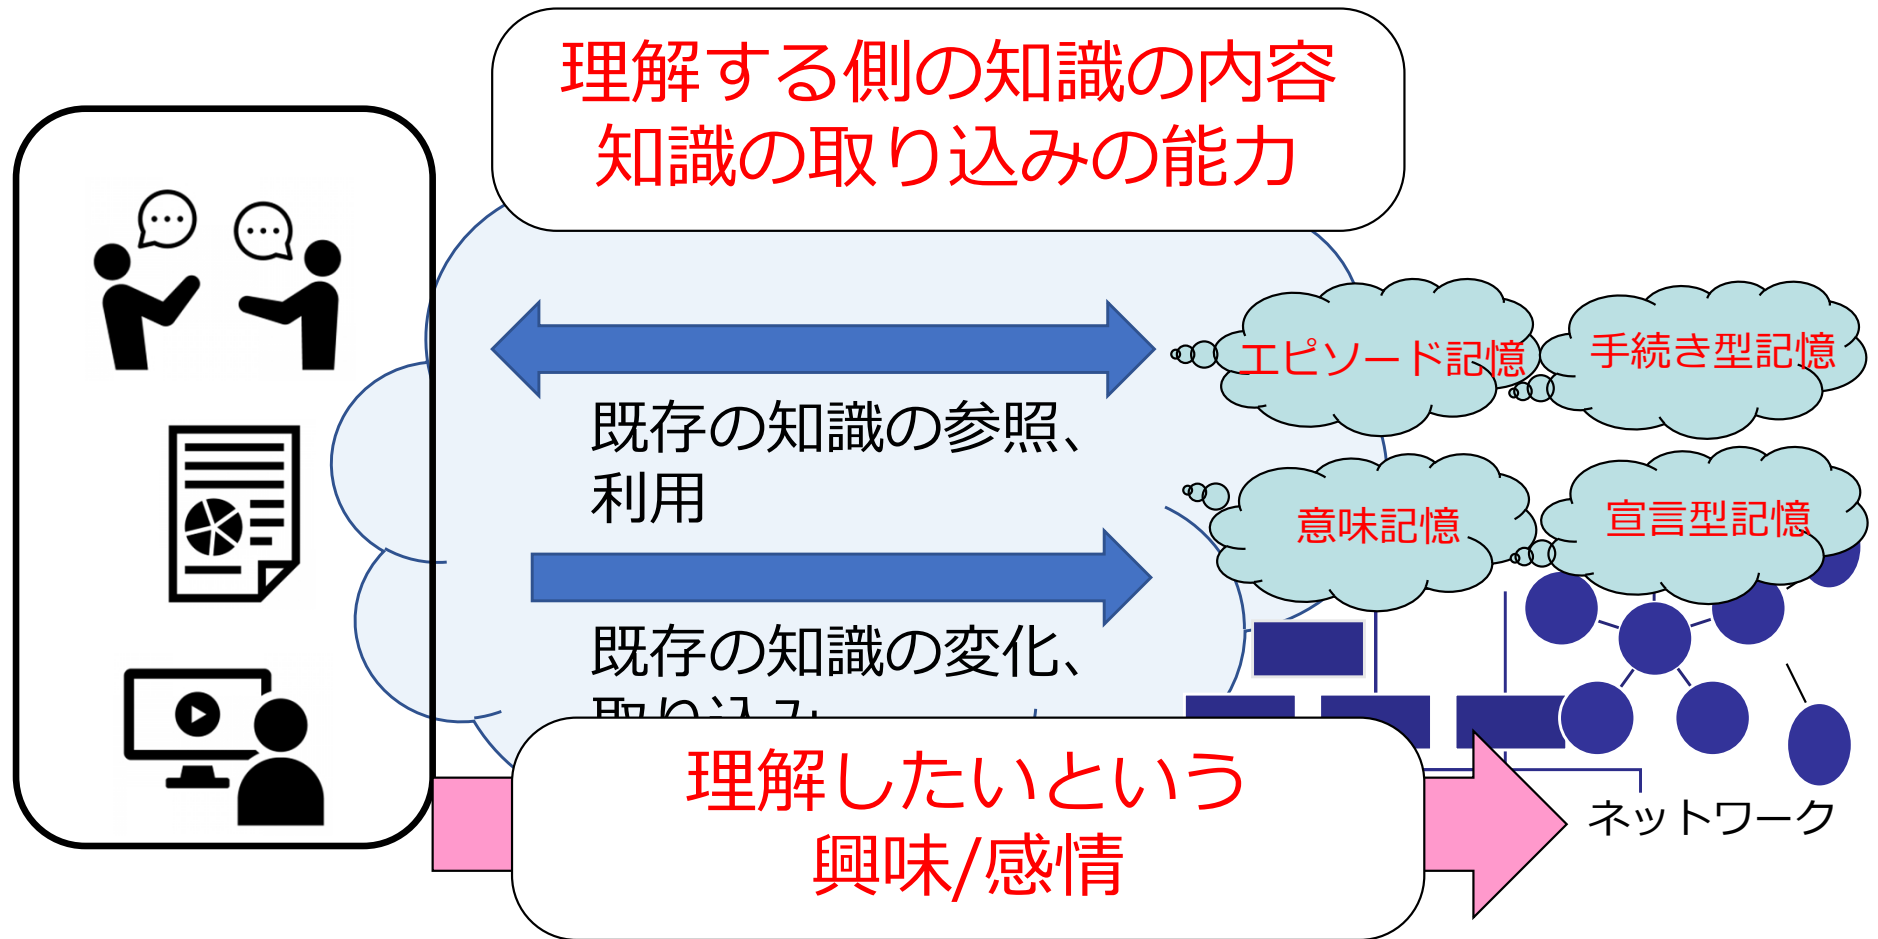 理解する側の知識の内容
知識の取り込みの能力
エピソード記憶
手続き型記憶
既存の知識の参照、
利用
意味記憶
宣言型記憶
既存の知識の変化、
取り込み
理解したいという
興味/感情
ネットワーク